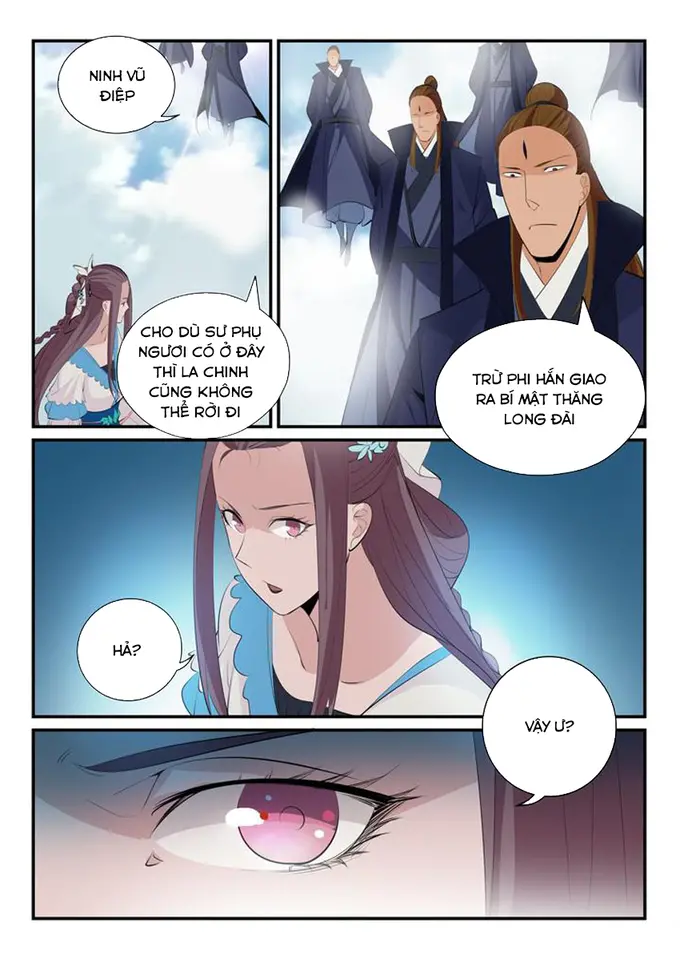 NINH VŨ
ĐIỆP
CHO DÙ SƯ PHỤ
NGƯƠI CÓ Ở ĐÂY
THÌ LA CHINH
CŨNG KHÔNG
THỂ RỜI ĐI
TRỪ PHI HẮN GIAO
RA BÍ MẬT THĂNG
LONG ĐÀI
HẢ?
VẬY Ư?